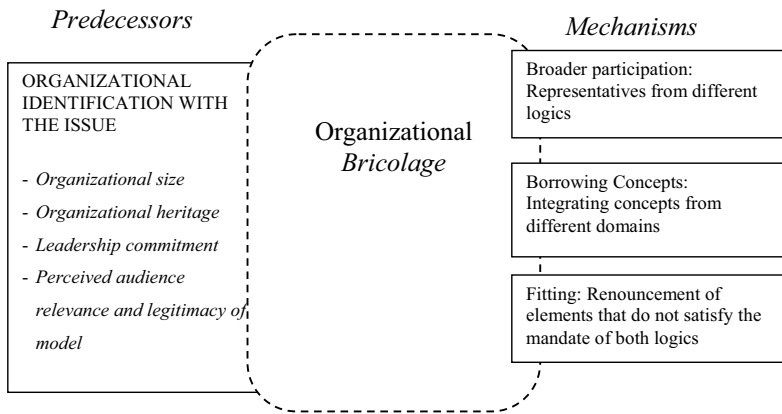 Predecessors
ORGANIZATIONAL
IDENTIFICATION WITH
THE ISSUE
- Organizational size
- Organizational heritage
- Leadership commitment
- Perceived audience
relevance and legitimacy of
model
Organizational
Bricolage
Mechanisms
Broader participation:
Representatives from different
logics
Borrowing Concepts:
Integrating concepts from
different domains
Fitting: Renouncement of
elements that do not satisfy the
mandate of both logics